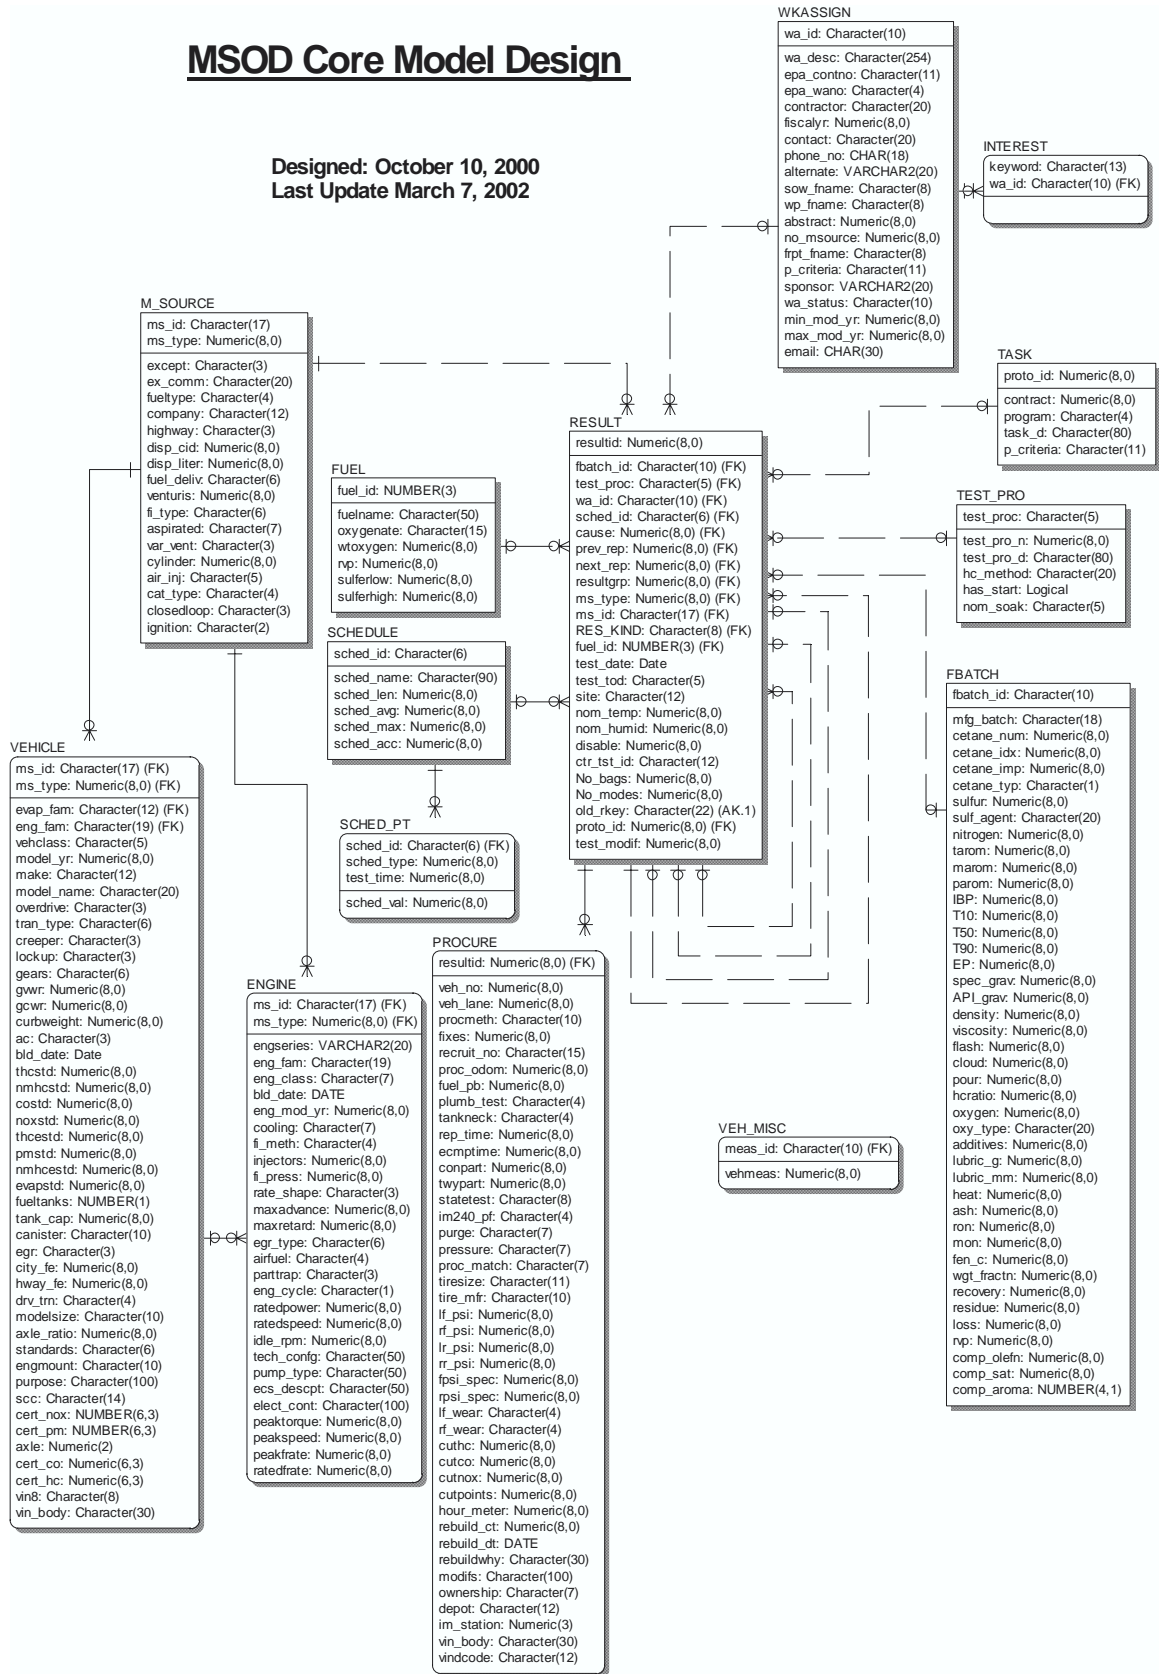 MSOD Core Model Design
Designed: October 10, 2000
Last Update March 7, 2002
WKASSIGN
wa_id: Character(10)
wa_desc: Character(254)
epa_contno: Character(11)
epa_wano: Character(4)
contractor: Character(20)
fiscalyr: Numeric(8,0)
contact: Character(20)
phone_no: CHAR(18)
alternate: VARCHAR2(20)
sow_fname: Character(8)
wp_fname: Character(8)
abstract: Numeric(8,0)
no_msource: Numeric(8,0)
frpt_fname: Character(8)
p_criteria: Character(11)
sponsor: VARCHAR2(20)
wa_status: Character(10)
min_mod_yr: Numeric(8,0)
max_mod_yr: Numeric(8,0)
email: CHAR(30)
INTEREST
keyword: Character(13)
wa_id: Character(10) (FK)
M_SOURCE
ms_id: Character(17)
ms_type: Numeric(8,0)
except: Character(3)
ex_comm: Character(20)
fueltype: Character(4)
company: Character(12)
highway: Character(3)
disp_cid: Numeric(8,0)
disp_liter: Numeric(8,0)
fuel_deliv: Character(6)
venturis: Numeric(8,0)
fi_type: Character(6)
aspirated: Character(7)
var_vent: Character(3)
cylinder: Numeric(8,0)
air_inj: Character(5)
cat_type: Character(4)
closedloop: Character(3)
ignition: Character(2)
TASK
proto_id: Numeric(8,0)
contract: Numeric(8,0)
program: Character(4)
task_d: Character(80)
p_criteria: Character(11)
RESULT
resultid: Numeric(8,0)
fbatch_id: Character(10) (FK)
test_proc: Character(5) (FK)
wa_id: Character(10) (FK)
sched_id: Character(6) (FK)
cause: Numeric(8,0) (FK)
prev_rep: Numeric(8,0) (FK)
next_rep: Numeric(8,0) (FK)
resultgrp: Numeric(8,0) (FK)
ms_type: Numeric(8,0) (FK)
ms_id: Character(17) (FK)
RES_KIND: Character(8) (FK)
fuel_id: NUMBER(3) (FK)
test_date: Date
test_tod: Character(5)
site: Character(12)
nom_temp: Numeric(8,0)
nom_humid: Numeric(8,0)
disable: Numeric(8,0)
ctr_tst_id: Character(12)
No_bags: Numeric(8,0)
No_modes: Numeric(8,0)
old_rkey: Character(22) (AK.1)
proto_id: Numeric(8,0) (FK)
test_modif: Numeric(8,0)
FUEL
fuel_id: NUMBER(3)
fuelname: Character(50)
oxygenate: Character(15)
wtoxygen: Numeric(8,0)
rvp: Numeric(8,0)
sulferlow: Numeric(8,0)
sulferhigh: Numeric(8,0)
TEST_PRO
test_proc: Character(5)
test_pro_n: Numeric(8,0)
test_pro_d: Character(80)
hc_method: Character(20)
has_start: Logical
nom_soak: Character(5)
SCHEDULE
sched_id: Character(6)
sched_name: Character(90)
sched_len: Numeric(8,0)
sched_avg: Numeric(8,0)
sched_max: Numeric(8,0)
sched_acc: Numeric(8,0)
FBATCH
fbatch_id: Character(10)
mfg_batch: Character(18)
cetane_num: Numeric(8,0)
cetane_idx: Numeric(8,0)
cetane_imp: Numeric(8,0)
cetane_typ: Character(1)
sulfur: Numeric(8,0)
sulf_agent: Character(20)
nitrogen: Numeric(8,0)
tarom: Numeric(8,0)
marom: Numeric(8,0)
parom: Numeric(8,0)
IBP: Numeric(8,0)
T10: Numeric(8,0)
T50: Numeric(8,0)
T90: Numeric(8,0)
EP: Numeric(8,0)
spec_grav: Numeric(8,0)
API_grav: Numeric(8,0)
density: Numeric(8,0)
viscosity: Numeric(8,0)
flash: Numeric(8,0)
cloud: Numeric(8,0)
pour: Numeric(8,0)
hcratio: Numeric(8,0)
oxygen: Numeric(8,0)
oxy_type: Character(20)
additives: Numeric(8,0)
lubric_g: Numeric(8,0)
lubric_mm: Numeric(8,0)
heat: Numeric(8,0)
ash: Numeric(8,0)
ron: Numeric(8,0)
mon: Numeric(8,0)
fen_c: Numeric(8,0)
wgt_fractn: Numeric(8,0)
recovery: Numeric(8,0)
residue: Numeric(8,0)
loss: Numeric(8,0)
rvp: Numeric(8,0)
comp_olefn: Numeric(8,0)
comp_sat: Numeric(8,0)
comp_aroma: NUMBER(4,1)
VEHICLE
ms_id: Character(17) (FK)
ms_type: Numeric(8,0) (FK)
evap_fam: Character(12) (FK)
eng_fam: Character(19) (FK)
vehclass: Character(5)
model_yr: Numeric(8,0)
make: Character(12)
model_name: Character(20)
overdrive: Character(3)
tran_type: Character(6)
creeper: Character(3)
lockup: Character(3)
gears: Character(6)
gvwr: Numeric(8,0)
gcwr: Numeric(8,0)
curbweight: Numeric(8,0)
ac: Character(3)
bld_date: Date
thcstd: Numeric(8,0)
nmhcstd: Numeric(8,0)
costd: Numeric(8,0)
noxstd: Numeric(8,0)
thcestd: Numeric(8,0)
pmstd: Numeric(8,0)
nmhcestd: Numeric(8,0)
evapstd: Numeric(8,0)
fueltanks: NUMBER(1)
tank_cap: Numeric(8,0)
canister: Character(10)
egr: Character(3)
city_fe: Numeric(8,0)
hway_fe: Numeric(8,0)
drv_trn: Character(4)
modelsize: Character(10)
axle_ratio: Numeric(8,0)
standards: Character(6)
engmount: Character(10)
purpose: Character(100)
scc: Character(14)
cert_nox: NUMBER(6,3)
cert_pm: NUMBER(6,3)
axle: Numeric(2)
cert_co: Numeric(6,3)
cert_hc: Numeric(6,3)
vin8: Character(8)
vin_body: Character(30)
SCHED_PT
sched_id: Character(6) (FK)
sched_type: Numeric(8,0)
test_time: Numeric(8,0)
sched_val: Numeric(8,0)
PROCURE
resultid: Numeric(8,0) (FK)
veh_no: Numeric(8,0)
veh_lane: Numeric(8,0)
procmeth: Character(10)
fixes: Numeric(8,0)
recruit_no: Character(15)
proc_odom: Numeric(8,0)
fuel_pb: Numeric(8,0)
plumb_test: Character(4)
tankneck: Character(4)
rep_time: Numeric(8,0)
ecmptime: Numeric(8,0)
conpart: Numeric(8,0)
twypart: Numeric(8,0)
statetest: Character(8)
im240_pf: Character(4)
purge: Character(7)
pressure: Character(7)
proc_match: Character(7)
tiresize: Character(11)
tire_mfr: Character(10)
lf_psi: Numeric(8,0)
rf_psi: Numeric(8,0)
lr_psi: Numeric(8,0)
rr_psi: Numeric(8,0)
fpsi_spec: Numeric(8,0)
rpsi_spec: Numeric(8,0)
lf_wear: Character(4)
rf_wear: Character(4)
cuthc: Numeric(8,0)
cutco: Numeric(8,0)
cutnox: Numeric(8,0)
cutpoints: Numeric(8,0)
hour_meter: Numeric(8,0)
rebuild_ct: Numeric(8,0)
rebuild_dt: DATE
rebuildwhy: Character(30)
modifs: Character(100)
ownership: Character(7)
depot: Character(12)
im_station: Numeric(3)
vin_body: Character(30)
vindcode: Character(12)
ENGINE
ms_id: Character(17) (FK)
ms_type: Numeric(8,0) (FK)
engseries: VARCHAR2(20)
eng_fam: Character(19)
eng_class: Character(7)
bld_date: DATE
eng_mod_yr: Numeric(8,0)
cooling: Character(7)
fi_meth: Character(4)
injectors: Numeric(8,0)
fi_press: Numeric(8,0)
rate_shape: Character(3)
maxadvance: Numeric(8,0)
maxretard: Numeric(8,0)
egr_type: Character(6)
airfuel: Character(4)
parttrap: Character(3)
eng_cycle: Character(1)
ratedpower: Numeric(8,0)
ratedspeed: Numeric(8,0)
idle_rpm: Numeric(8,0)
tech_confg: Character(50)
pump_type: Character(50)
ecs_descpt: Character(50)
elect_cont: Character(100)
peaktorque: Numeric(8,0)
peakspeed: Numeric(8,0)
peakfrate: Numeric(8,0)
ratedfrate: Numeric(8,0)
VEH_MISC
meas_id: Character(10) (FK)
vehmeas: Numeric(8,0)